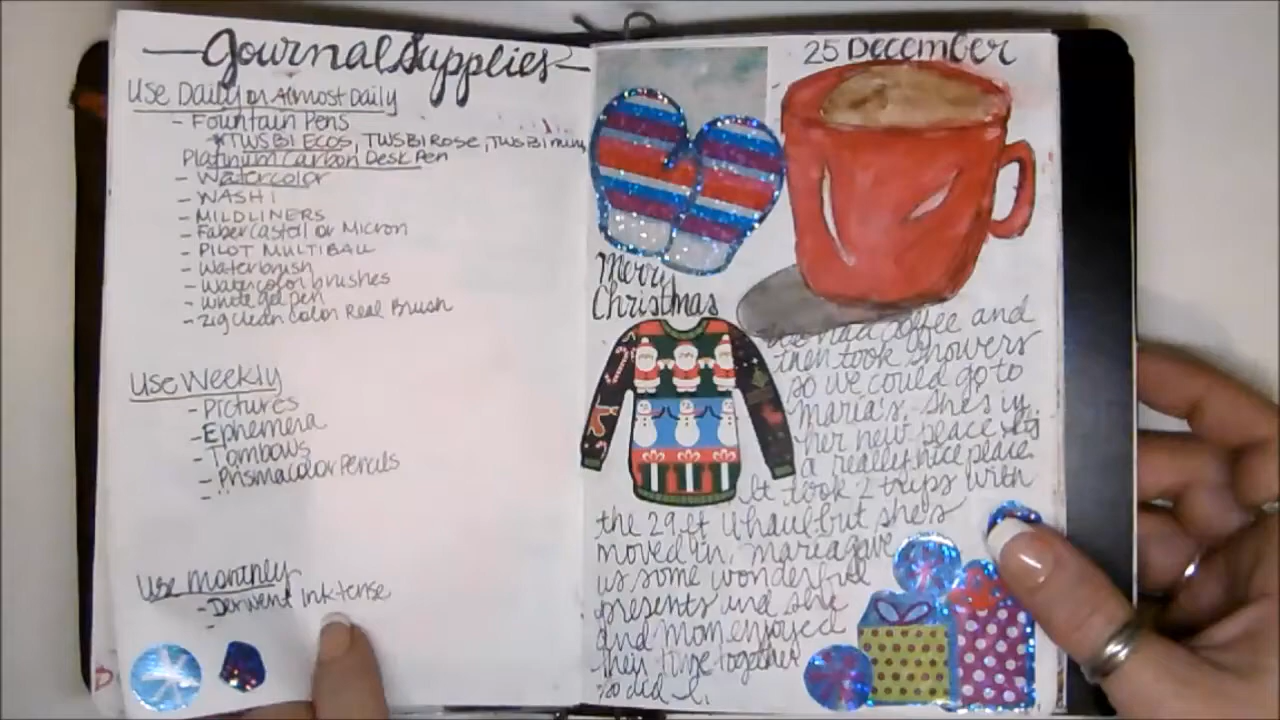 Journal Supplies
Use Daily or Almost Daily
- Fountain Pens
*TWSBI Ecos, TWSBI Rose, TWSBI mini,
Platinum Carbon Desk Pen
- Watercolor
- WASHI
- MILDLINERS
- Faber Castell or Micron
- PILOT MULTIBALL
- Waterbrush
- watercolor brushes
- white gel pen
- zig clean color Real Brush
Use Weekly
- Pictures
- Ephemera
- Tombows
- Prismacolor Pencils
-
Use
- Derwent Inktense
-
25 December
Merry
Christmas
had coffee and
then took showers
so we could go to
Maria's. She's in
her new peace its
a really nice peace.
It took 2 trips with
the 29 ft Uhaul but she's
moved in. Maria gave
us some wonderful
presents and she
and mom enjoyed
their time together
so did I.